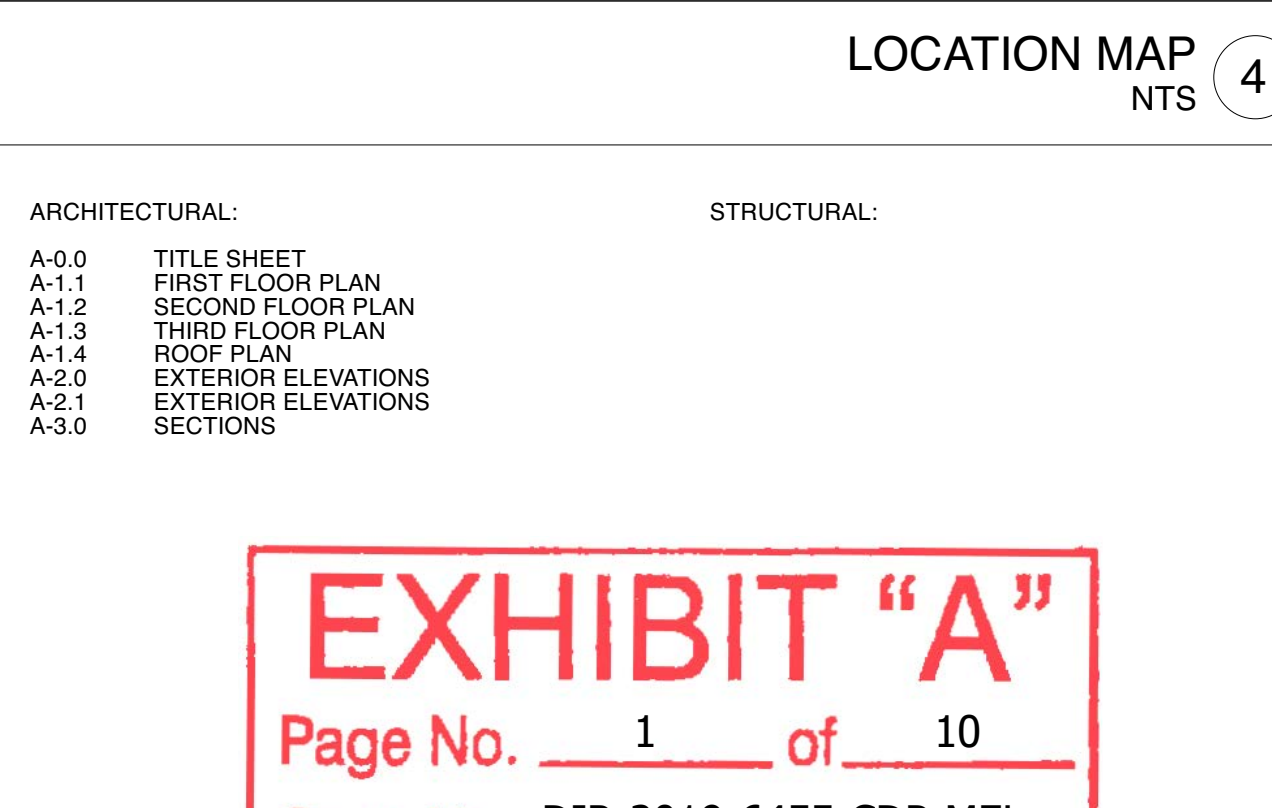 LOCATION MAP
NTS
4
ARCHITECTURAL:
STRUCTURAL:
A-0.0 TITLE SHEET
A-1.1 FIRST FLOOR PLAN
A-1.2 SECOND FLOOR PLAN
A-1.3 THIRD FLOOR PLAN
A-1.4 ROOF PLAN
A-2.0 EXTERIOR ELEVATIONS
A-2.1 EXTERIOR ELEVATIONS
A-3.0 SECTIONS
EXHIBIT “A”
Page No. 1 of 10